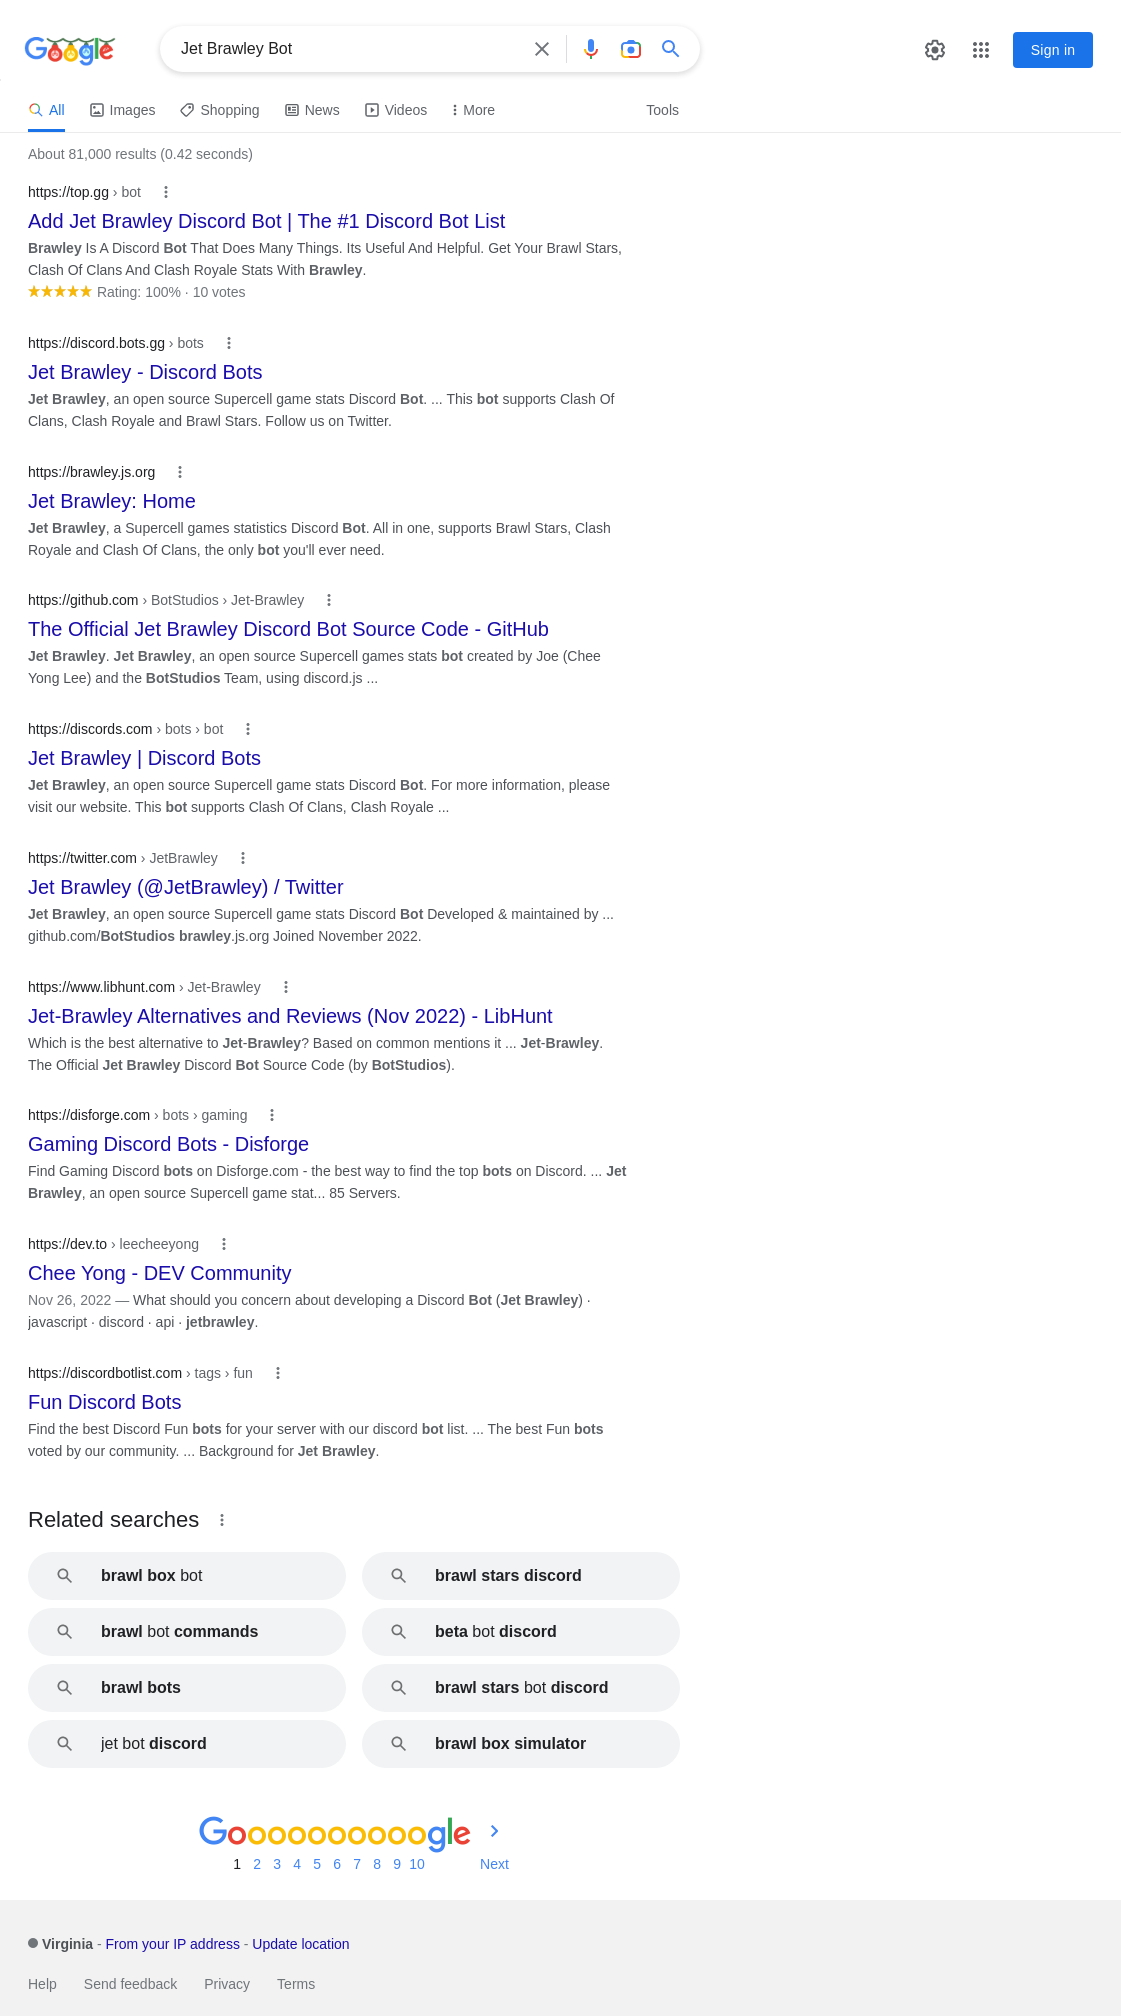 Google
Jet Brawley Bot
Sign in
All
Images
Shopping
News
Videos
More
Tools
About 81,000 results (0.42 seconds)
https://top.gg › bot
Add Jet Brawley Discord Bot | The #1 Discord Bot List
Brawley Is A Discord Bot That Does Many Things. Its Useful And Helpful. Get Your Brawl Stars,
Clash Of Clans And Clash Royale Stats With Brawley.
Rating: 100% · 10 votes
https://discord.bots.gg › bots
Jet Brawley - Discord Bots
Jet Brawley, an open source Supercell game stats Discord Bot. ... This bot supports Clash Of
Clans, Clash Royale and Brawl Stars. Follow us on Twitter.
https://brawley.js.org
Jet Brawley: Home
Jet Brawley, a Supercell games statistics Discord Bot. All in one, supports Brawl Stars, Clash
Royale and Clash Of Clans, the only bot you'll ever need.
https://github.com › BotStudios › Jet-Brawley
The Official Jet Brawley Discord Bot Source Code - GitHub
Jet Brawley. Jet Brawley, an open source Supercell games stats bot created by Joe (Chee
Yong Lee) and the BotStudios Team, using discord.js ...
https://discords.com › bots › bot
Jet Brawley | Discord Bots
Jet Brawley, an open source Supercell game stats Discord Bot. For more information, please
visit our website. This bot supports Clash Of Clans, Clash Royale ...
https://twitter.com › JetBrawley
Jet Brawley (@JetBrawley) / Twitter
Jet Brawley, an open source Supercell game stats Discord Bot Developed & maintained by ...
github.com/BotStudios brawley.js.org Joined November 2022.
https://www.libhunt.com › Jet-Brawley
Jet-Brawley Alternatives and Reviews (Nov 2022) - LibHunt
Which is the best alternative to Jet-Brawley? Based on common mentions it ... Jet-Brawley.
The Official Jet Brawley Discord Bot Source Code (by BotStudios).
https://disforge.com › bots › gaming
Gaming Discord Bots - Disforge
Find Gaming Discord bots on Disforge.com - the best way to find the top bots on Discord. ... Jet
Brawley, an open source Supercell game stat... 85 Servers.
https://dev.to › leecheeyong
Chee Yong - DEV Community
Nov 26, 2022 — What should you concern about developing a Discord Bot (Jet Brawley) ·
javascript · discord · api · jetbrawley.
https://discordbotlist.com › tags › fun
Fun Discord Bots
Find the best Discord Fun bots for your server with our discord bot list. ... The best Fun bots
voted by our community. ... Background for Jet Brawley.
Related searches
brawl box bot
brawl stars discord
brawl bot commands
beta bot discord
brawl bots
brawl stars bot discord
jet bot discord
brawl box simulator
Goooooooooogle
1 2 3 4 5 6 7 8 9 10 Next
Virginia - From your IP address - Update location
Help Send feedback Privacy Terms